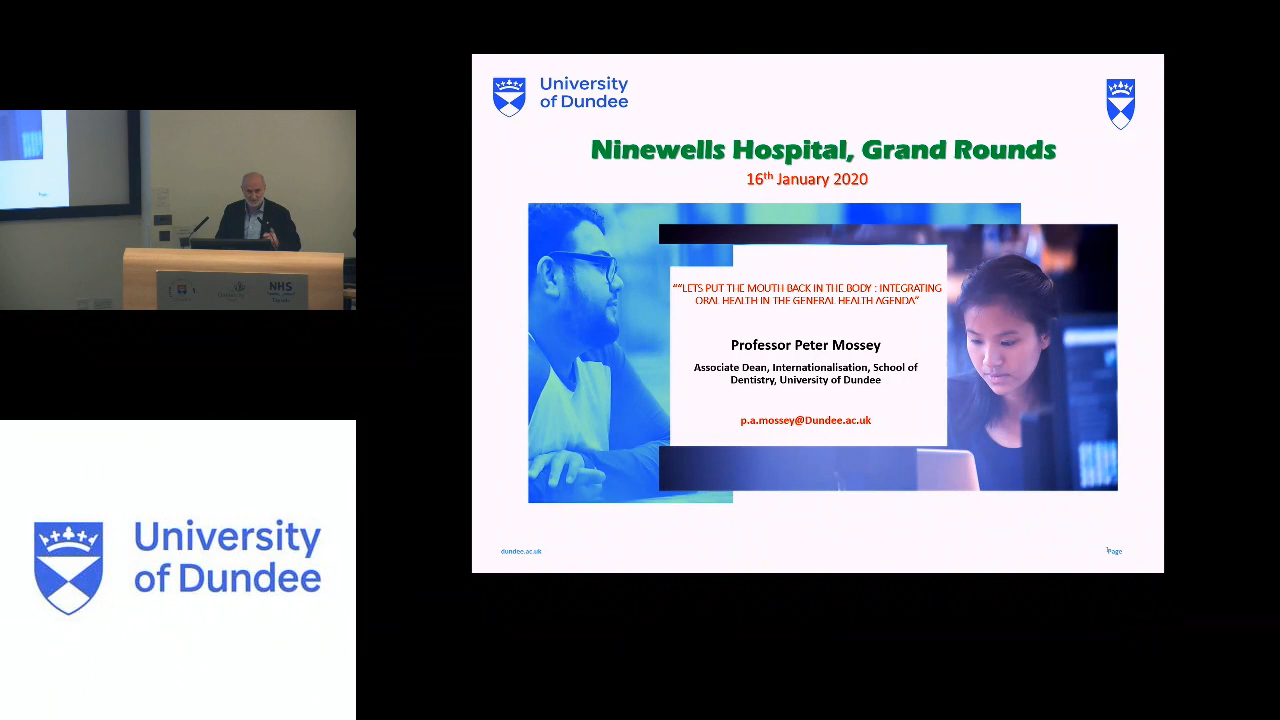 University
of Dundee
Ninewells Hospital, Grand Rounds
16th January 2020
""LETS PUT THE MOUTH BACK IN THE BODY : INTEGRATING
ORAL HEALTH IN THE GENERAL HEALTH AGENDA"
Professor Peter Mossey
Associate Dean, Internationalisation, School of
Dentistry, University of Dundee
p.a.mossey@Dundee.ac.uk
dundee.ac.uk
Page
NHS
University
of Dundee